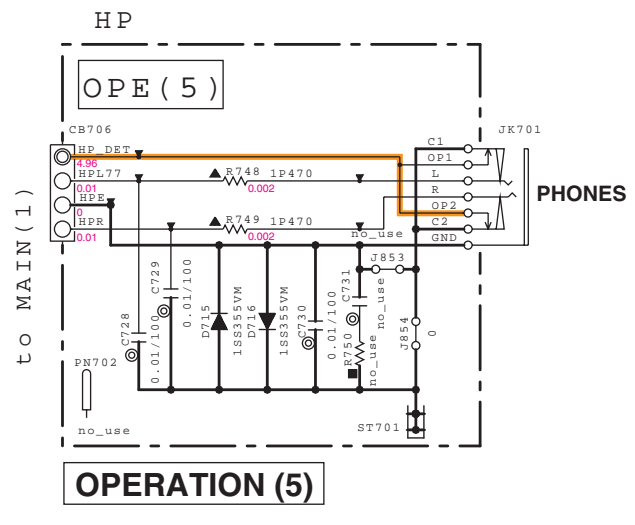 HP
OPE(5)
CB706
HP_DET
4.96
HPL77
0.01
HPE
0
HPR
0.01
to MAIN(1)
R748 1P470
0.002
R749 1P470
0.002
no_use
C1
OP1
L
R
OP2
C2
GND
JK701
PHONES
J853
C728
0.01/100
C729
0.01/100
D715
1SS355VM
D716
1SS355VM
C730
0.01/100
C731
no_use
R750
no_use
J854
0
PN702
no_use
ST701
OPERATION (5)